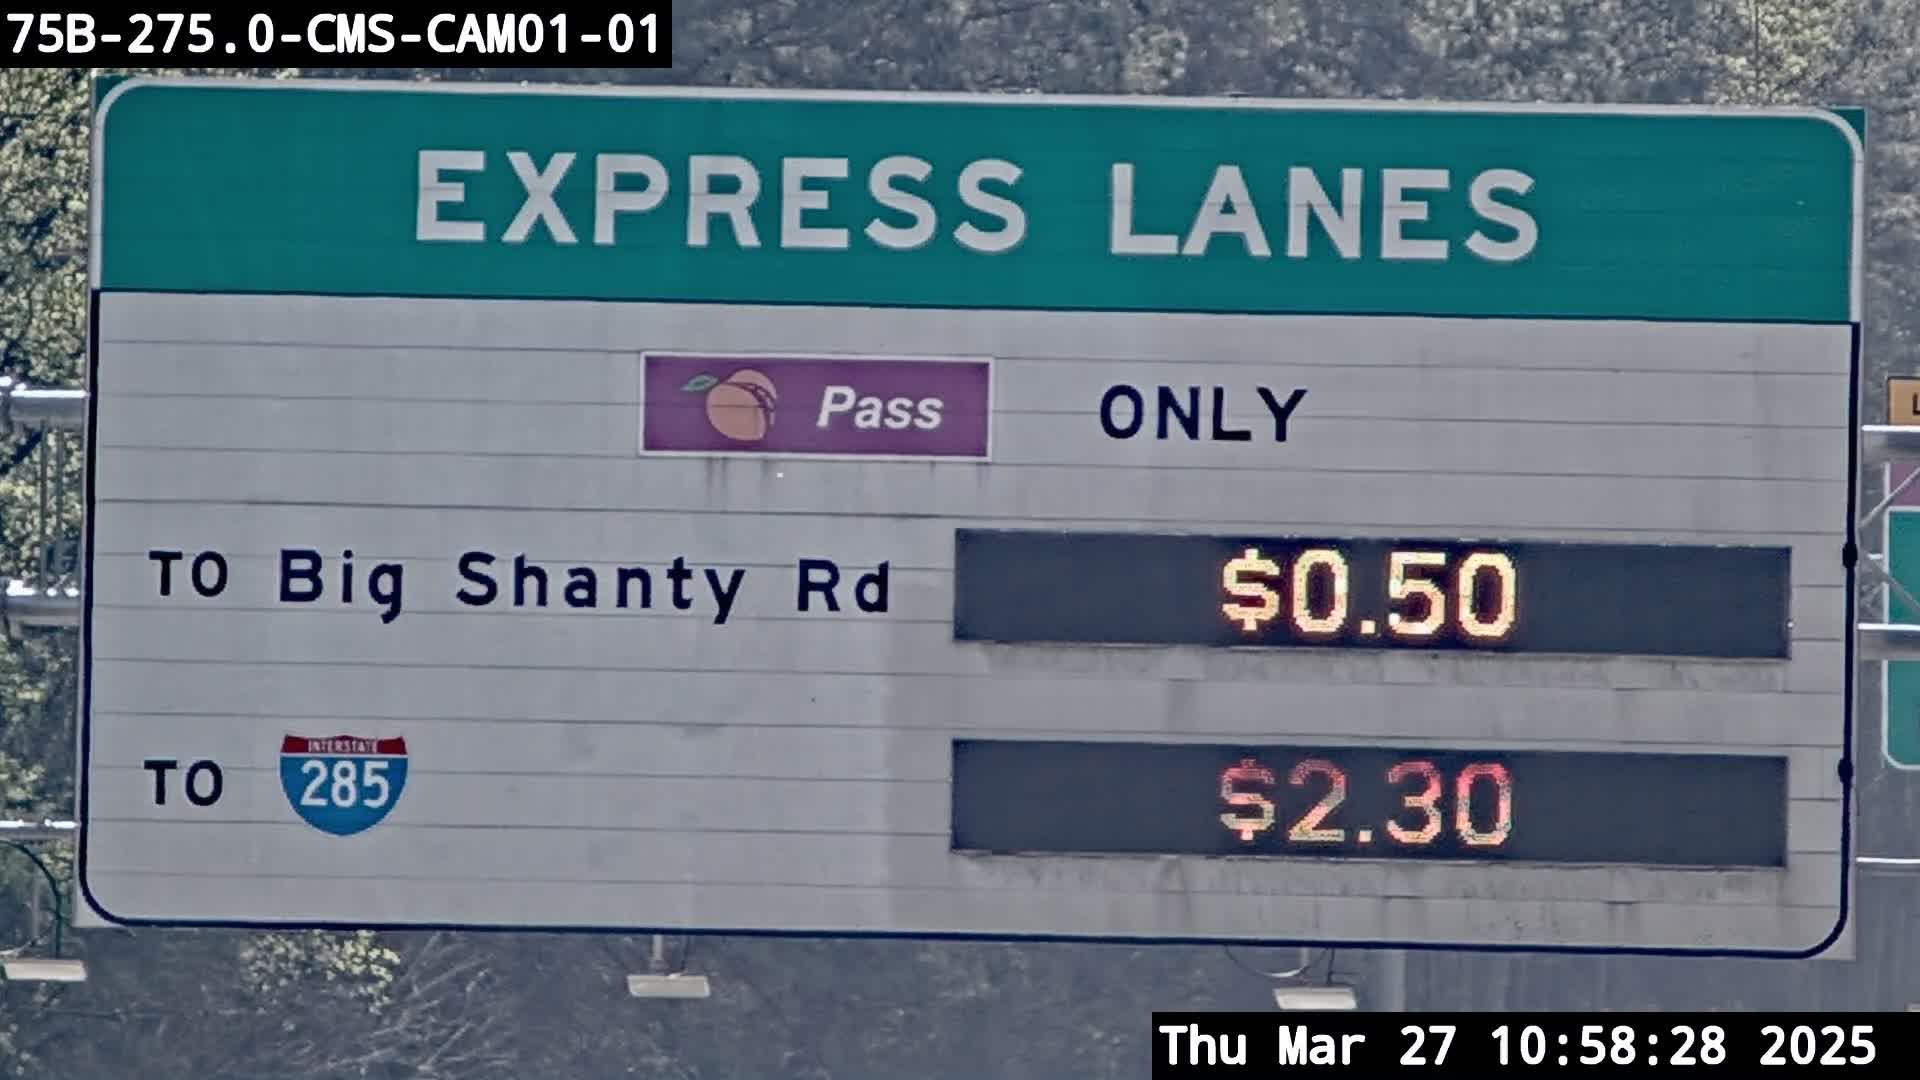 75B-275.0-CMS-CAM01-01
EXPRESS LANES
Pass ONLY
TO Big Shanty Rd $0.50
INTERSTATE
TO 285 $2.30
Thu Mar 27 10:58:28 2025